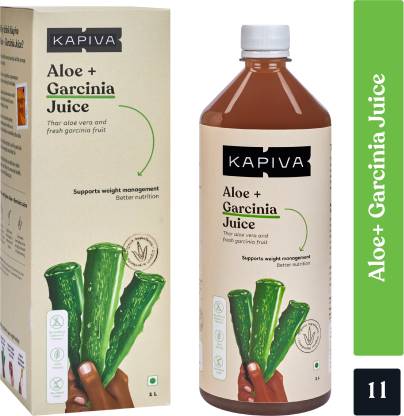 KAPIVA
Aloe +
Garcinia
Juice
Thar aloe vera and
fresh garcinia fruit
Supports weight management
Better nutrition
1 L
KAPIVA
Aloe +
Garcinia
Juice
Thar aloe vera and
fresh garcinia fruit
Supports weight management
Better nutrition
1 L
Aloe+ Garcinia Juice
1l